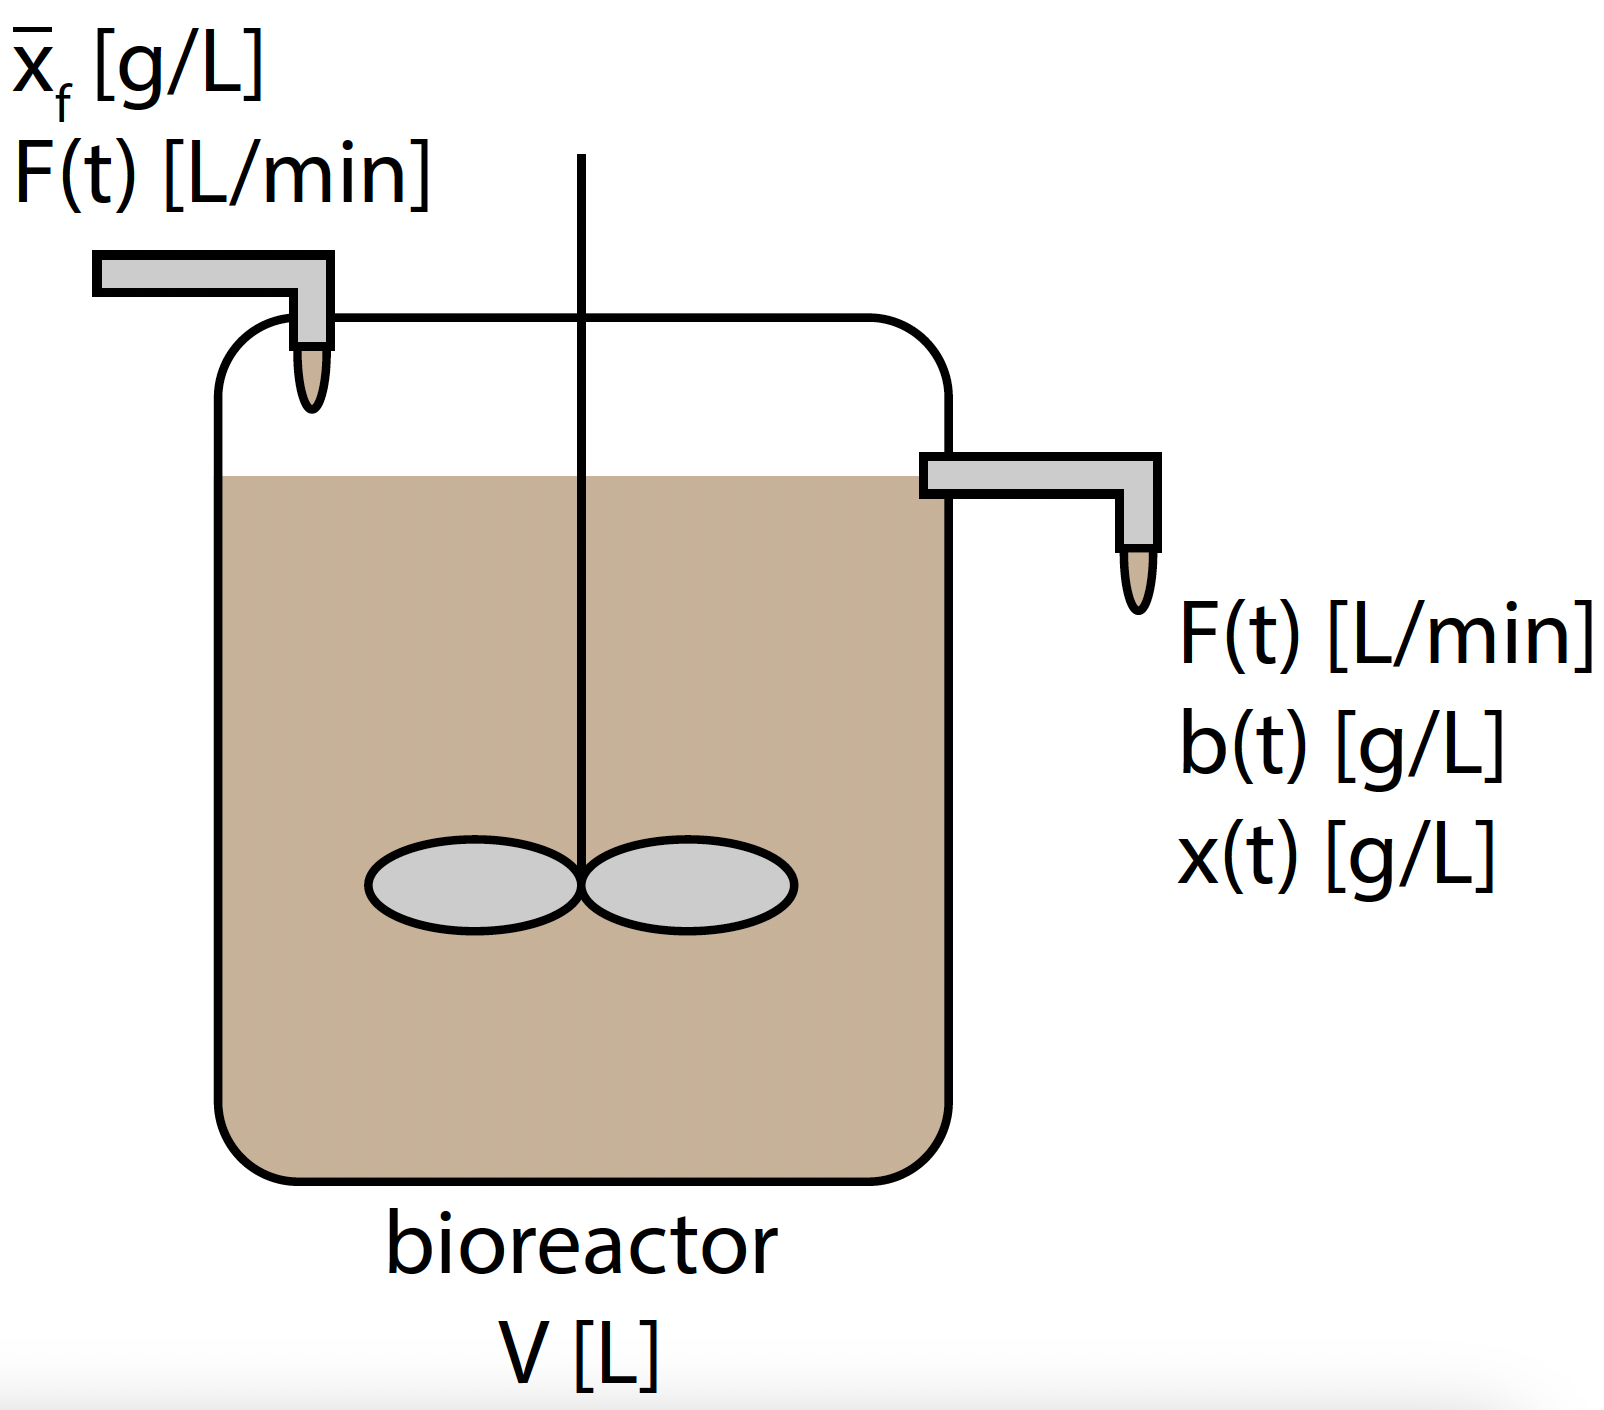 x̅f [g/L]
F(t) [L/min]
F(t) [L/min]
b(t) [g/L]
x(t) [g/L]
bioreactor
V [L]